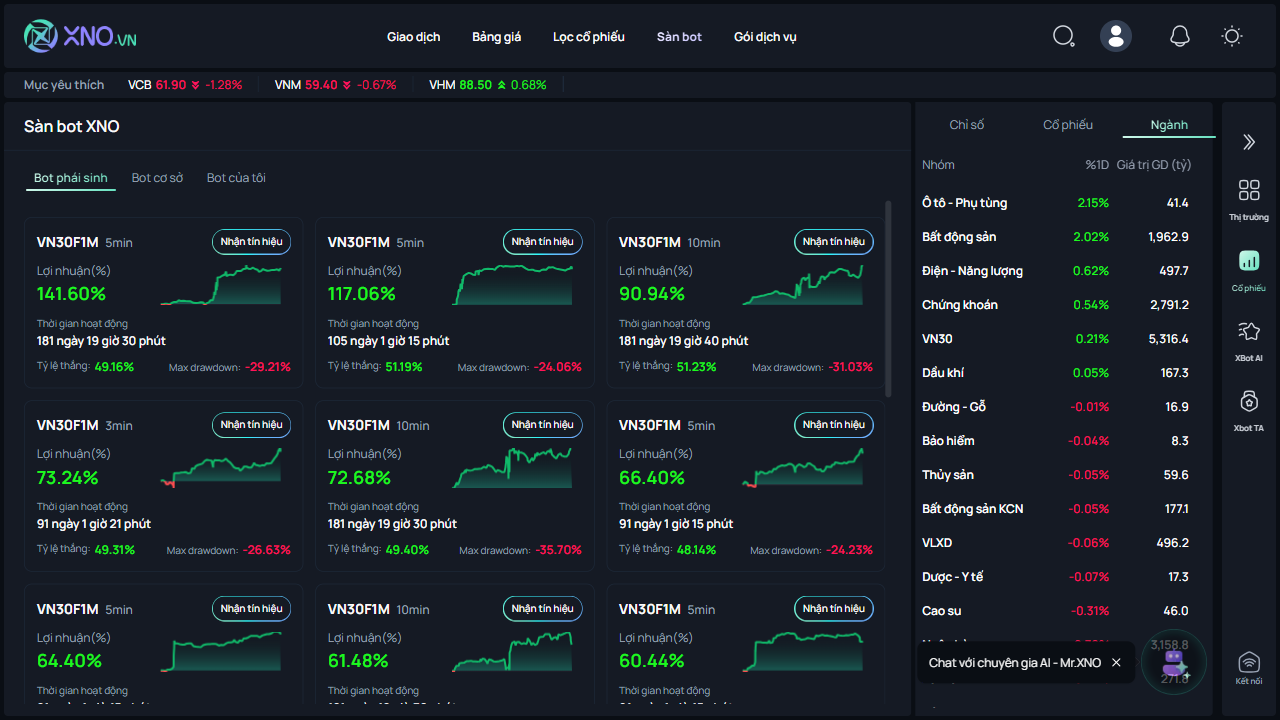 XNO.VN
Giao dịch
Bảng giá
Lọc cổ phiếu
Sàn bot
Gói dịch vụ
Mục yêu thích
VCB 61.90 -1.28%
VNM 59.40 -0.67%
VHM 88.50 0.68%
Sàn bot XNO
Bot phái sinh
Bot cơ sở
Bot của tôi
VN30F1M 5min
Nhận tín hiệu
Lợi nhuận(%)
141.60%
Thời gian hoạt động
181 ngày 19 giờ 30 phút
Tỷ lệ thắng: 49.16%
Max drawdown: -29.21%
VN30F1M 5min
Nhận tín hiệu
Lợi nhuận(%)
117.06%
Thời gian hoạt động
105 ngày 1 giờ 15 phút
Tỷ lệ thắng: 51.19%
Max drawdown: -24.06%
VN30F1M 10min
Nhận tín hiệu
Lợi nhuận(%)
90.94%
Thời gian hoạt động
181 ngày 19 giờ 40 phút
Tỷ lệ thắng: 51.23%
Max drawdown: -31.03%
VN30F1M 3min
Nhận tín hiệu
Lợi nhuận(%)
73.24%
Thời gian hoạt động
91 ngày 1 giờ 21 phút
Tỷ lệ thắng: 49.31%
Max drawdown: -26.63%
VN30F1M 10min
Nhận tín hiệu
Lợi nhuận(%)
72.68%
Thời gian hoạt động
181 ngày 19 giờ 30 phút
Tỷ lệ thắng: 49.40%
Max drawdown: -35.70%
VN30F1M 5min
Nhận tín hiệu
Lợi nhuận(%)
66.40%
Thời gian hoạt động
91 ngày 1 giờ 15 phút
Tỷ lệ thắng: 48.14%
Max drawdown: -24.23%
VN30F1M 5min
Nhận tín hiệu
Lợi nhuận(%)
64.40%
Thời gian hoạt động
VN30F1M 10min
Nhận tín hiệu
Lợi nhuận(%)
61.48%
Thời gian hoạt động
VN30F1M 5min
Nhận tín hiệu
Lợi nhuận(%)
60.44%
Thời gian hoạt động
Chỉ số
Cổ phiếu
Ngành
Nhóm %1D Giá trị GD (tỷ)
Ô tô - Phụ tùng 2.15% 41.4
Bất động sản 2.02% 1,962.9
Điện - Năng lượng 0.62% 497.7
Chứng khoán 0.54% 2,791.2
VN30 0.21% 5,316.4
Dầu khí 0.05% 167.3
Đường - Gỗ -0.01% 16.9
Bảo hiểm -0.04% 8.3
Thủy sản -0.05% 59.6
Bất động sản KCN -0.05% 177.1
VLXD -0.06% 496.2
Dược - Y tế -0.07% 17.3
Cao su -0.31% 46.0
3,158.8
Chat với chuyên gia AI - Mr.XNO
Thị trường
Cổ phiếu
XBot AI
Xbot TA
Kết nối